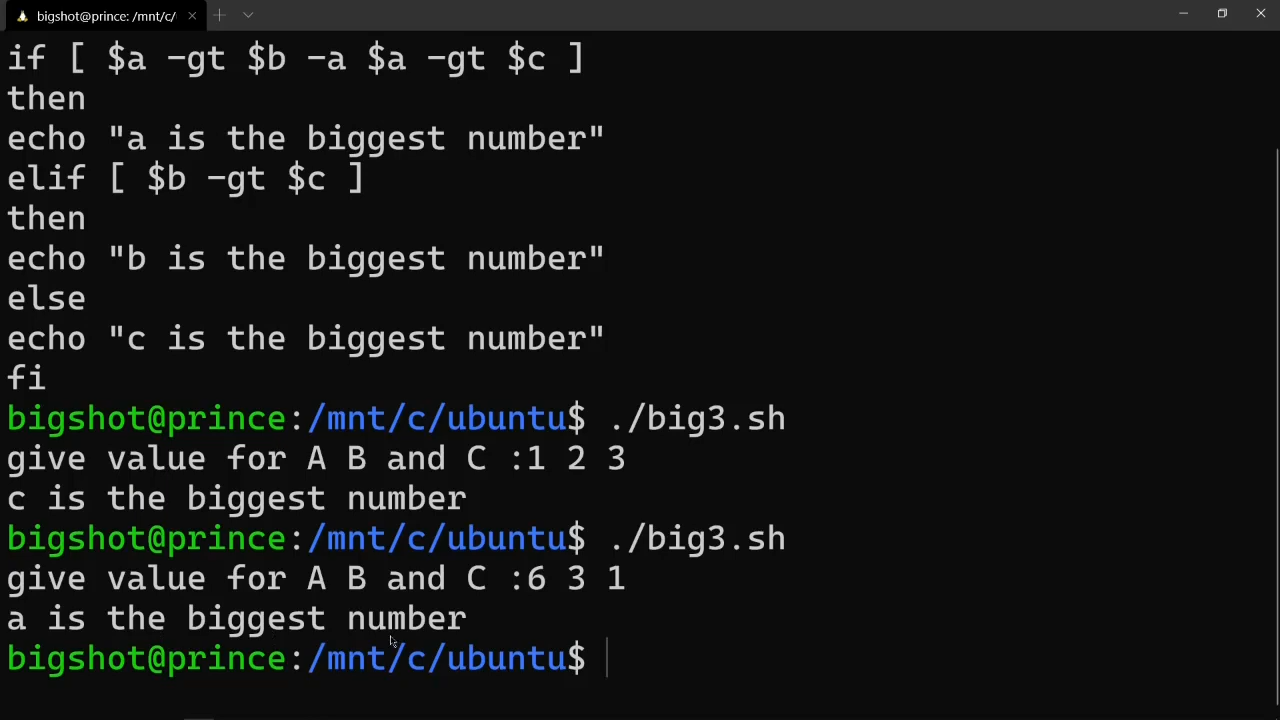 bigshot@prince: /mnt/c/
if [ $a -gt $b -a $a -gt $c ]
then
echo "a is the biggest number"
elif [ $b -gt $c ]
then
echo "b is the biggest number"
else
echo "c is the biggest number"
fi
bigshot@prince:/mnt/c/ubuntu$ ./big3.sh
give value for A B and C :1 2 3
c is the biggest number
bigshot@prince:/mnt/c/ubuntu$ ./big3.sh
give value for A B and C :6 3 1
a is the biggest number
bigshot@prince:/mnt/c/ubuntu$